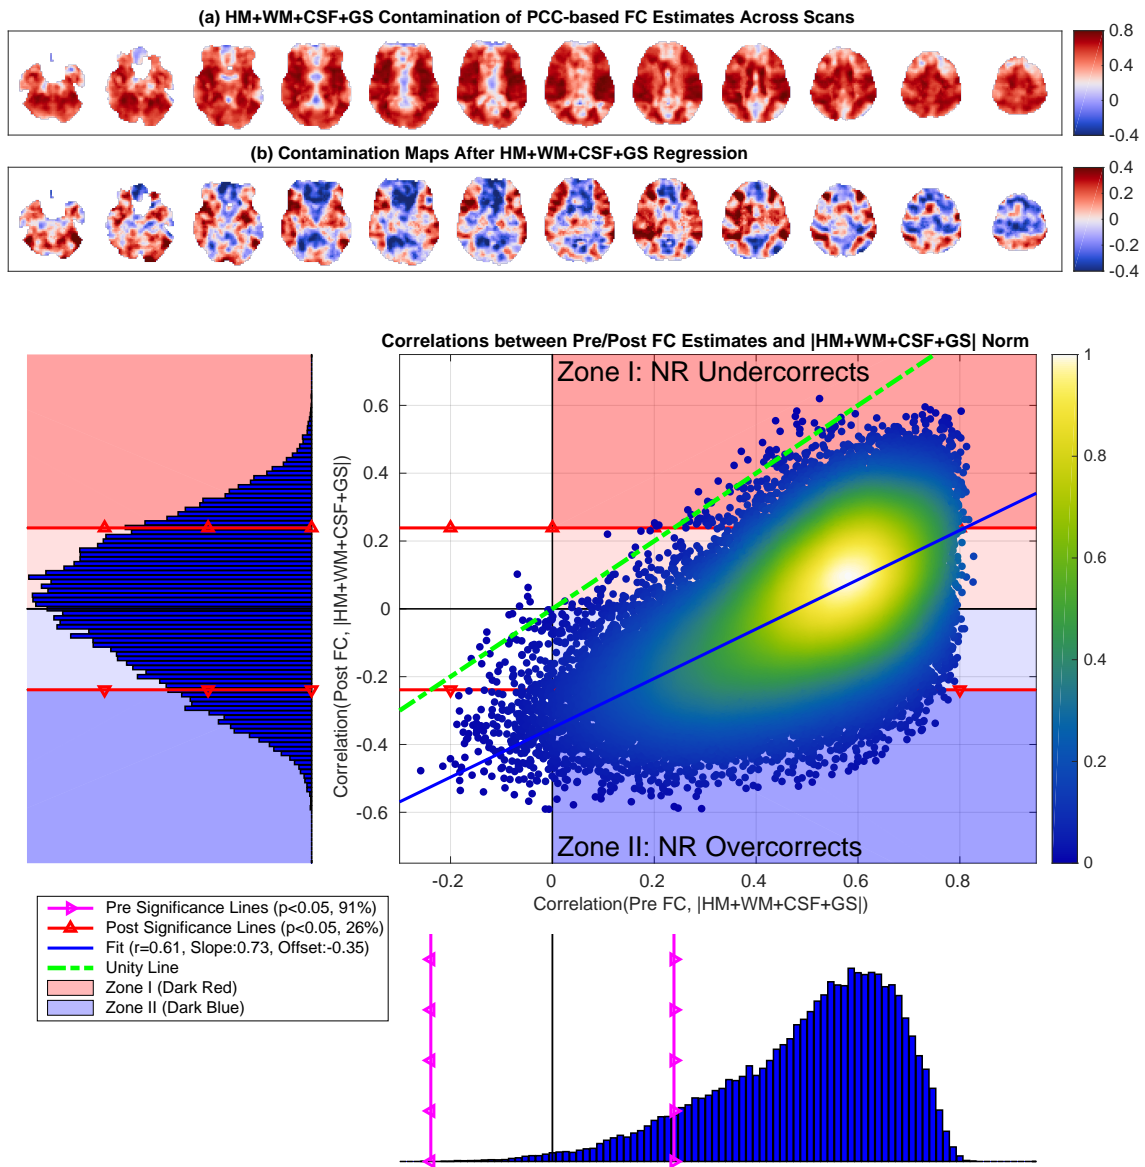 (a) HM+WM+CSF+GS Contamination of PCC-based FC Estimates Across Scans
0.8
0.4
0
-0.4
(b) Contamination Maps After HM+WM+CSF+GS Regression
0.4
0.2
0
-0.2
-0.4
Correlations between Pre/Post FC Estimates and |HM+WM+CSF+GS| Norm
Zone I: NR Undercorrects
Zone II: NR Overcorrects
Correlation(Post FC, |HM+WM+CSF+GS|)
0.6
0.4
0.2
0
-0.2
-0.4
-0.6
-0.2
0
0.2
0.4
0.6
0.8
Correlation(Pre FC, |HM+WM+CSF+GS|)
1
0.8
0.6
0.4
0.2
0
Pre Significance Lines (p<0.05, 91%)
Post Significance Lines (p<0.05, 26%)
Fit (r=0.61, Slope:0.73, Offset:-0.35)
Unity Line
Zone I (Dark Red)
Zone II (Dark Blue)